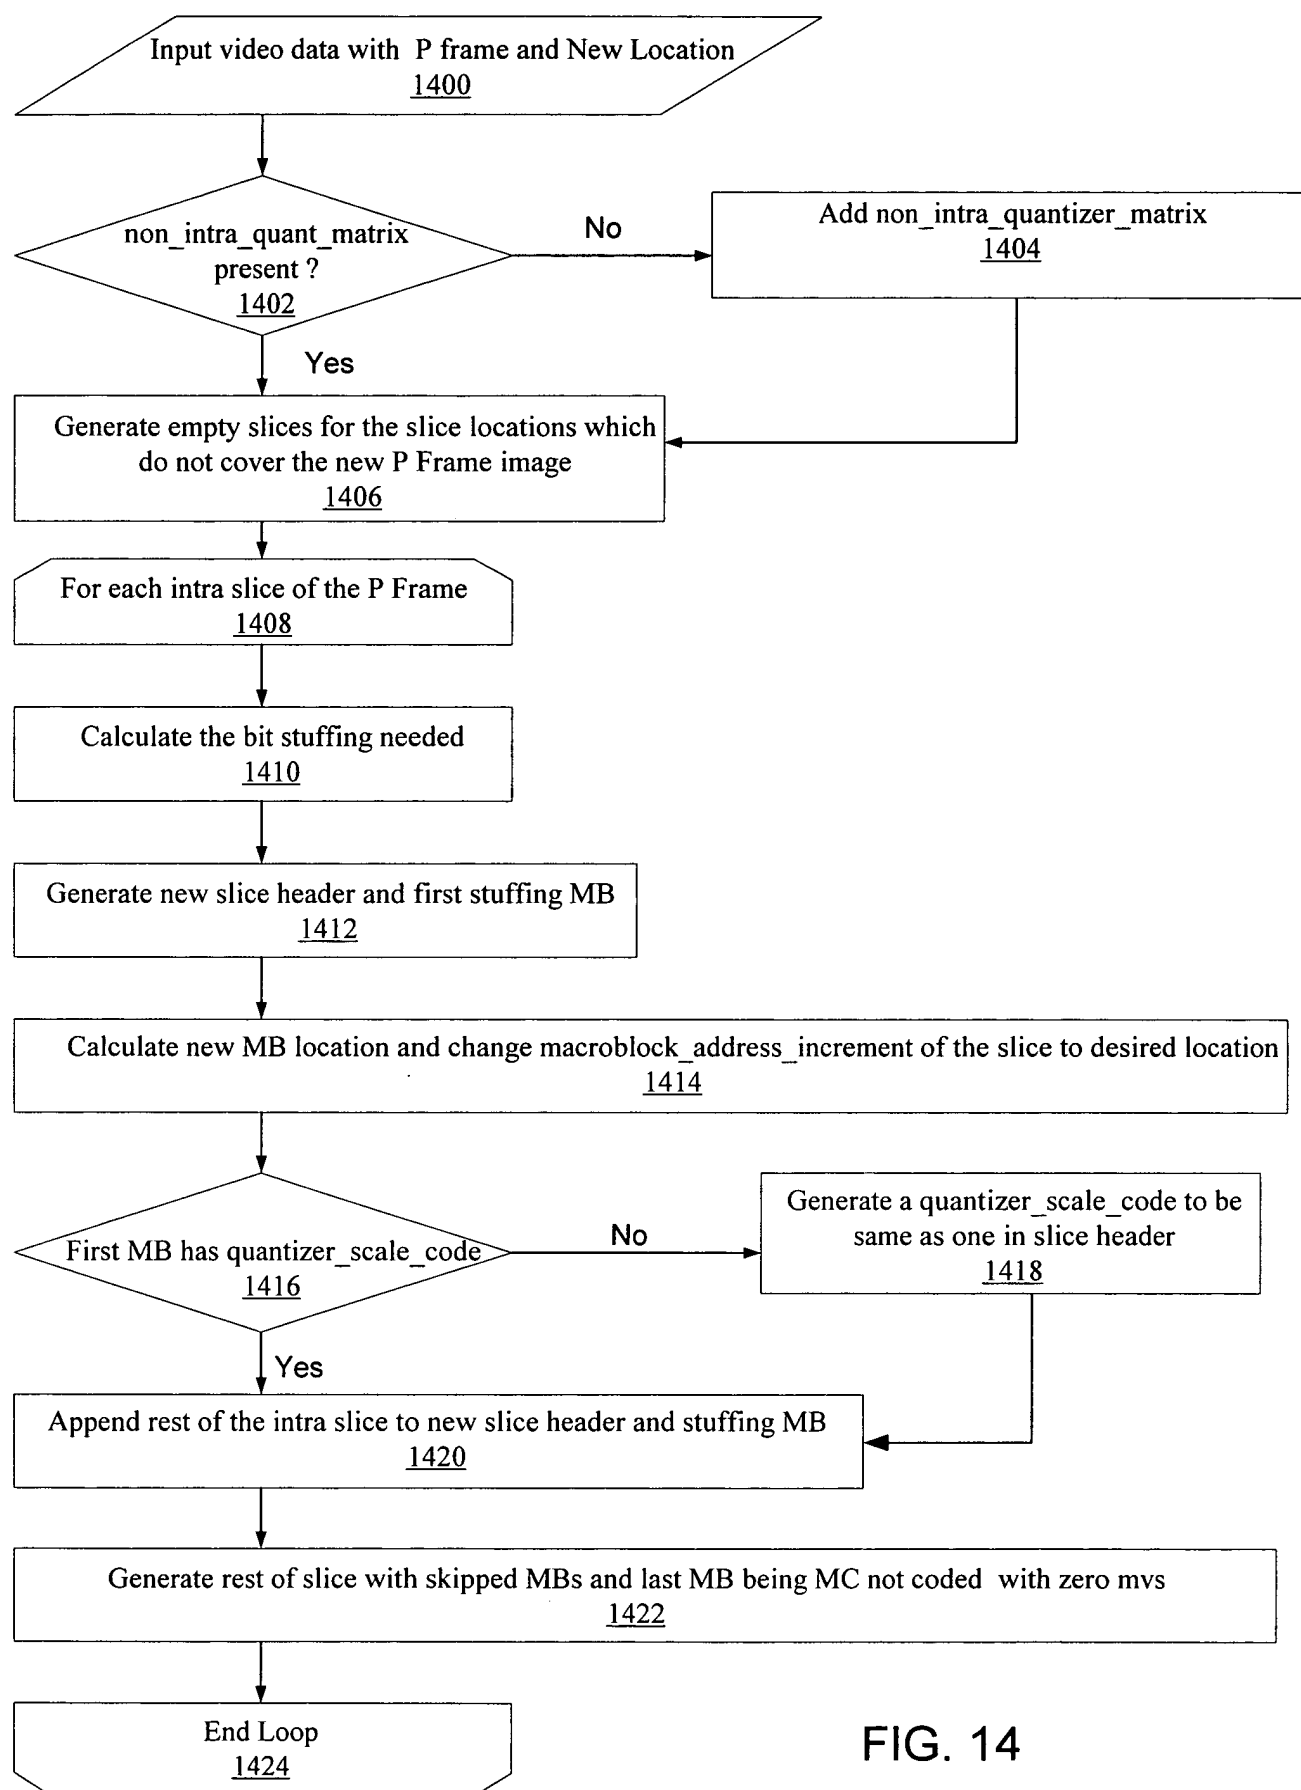 Input video data with P frame and New Location
1400
non_intra_quant_matrix
present ?
1402
No
Add non_intra_quantizer_matrix
1404
Yes
Generate empty slices for the slice locations which
do not cover the new P Frame image
1406
For each intra slice of the P Frame
1408
Calculate the bit stuffing needed
1410
Generate new slice header and first stuffing MB
1412
Calculate new MB location and change macroblock_address_increment of the slice to desired location
1414
First MB has quantizer_scale_code
1416
No
Generate a quantizer_scale_code to be
same as one in slice header
1418
Yes
Append rest of the intra slice to new slice header and stuffing MB
1420
Generate rest of slice with skipped MBs and last MB being MC not coded with zero mvs
1422
End Loop
1424
FIG. 14